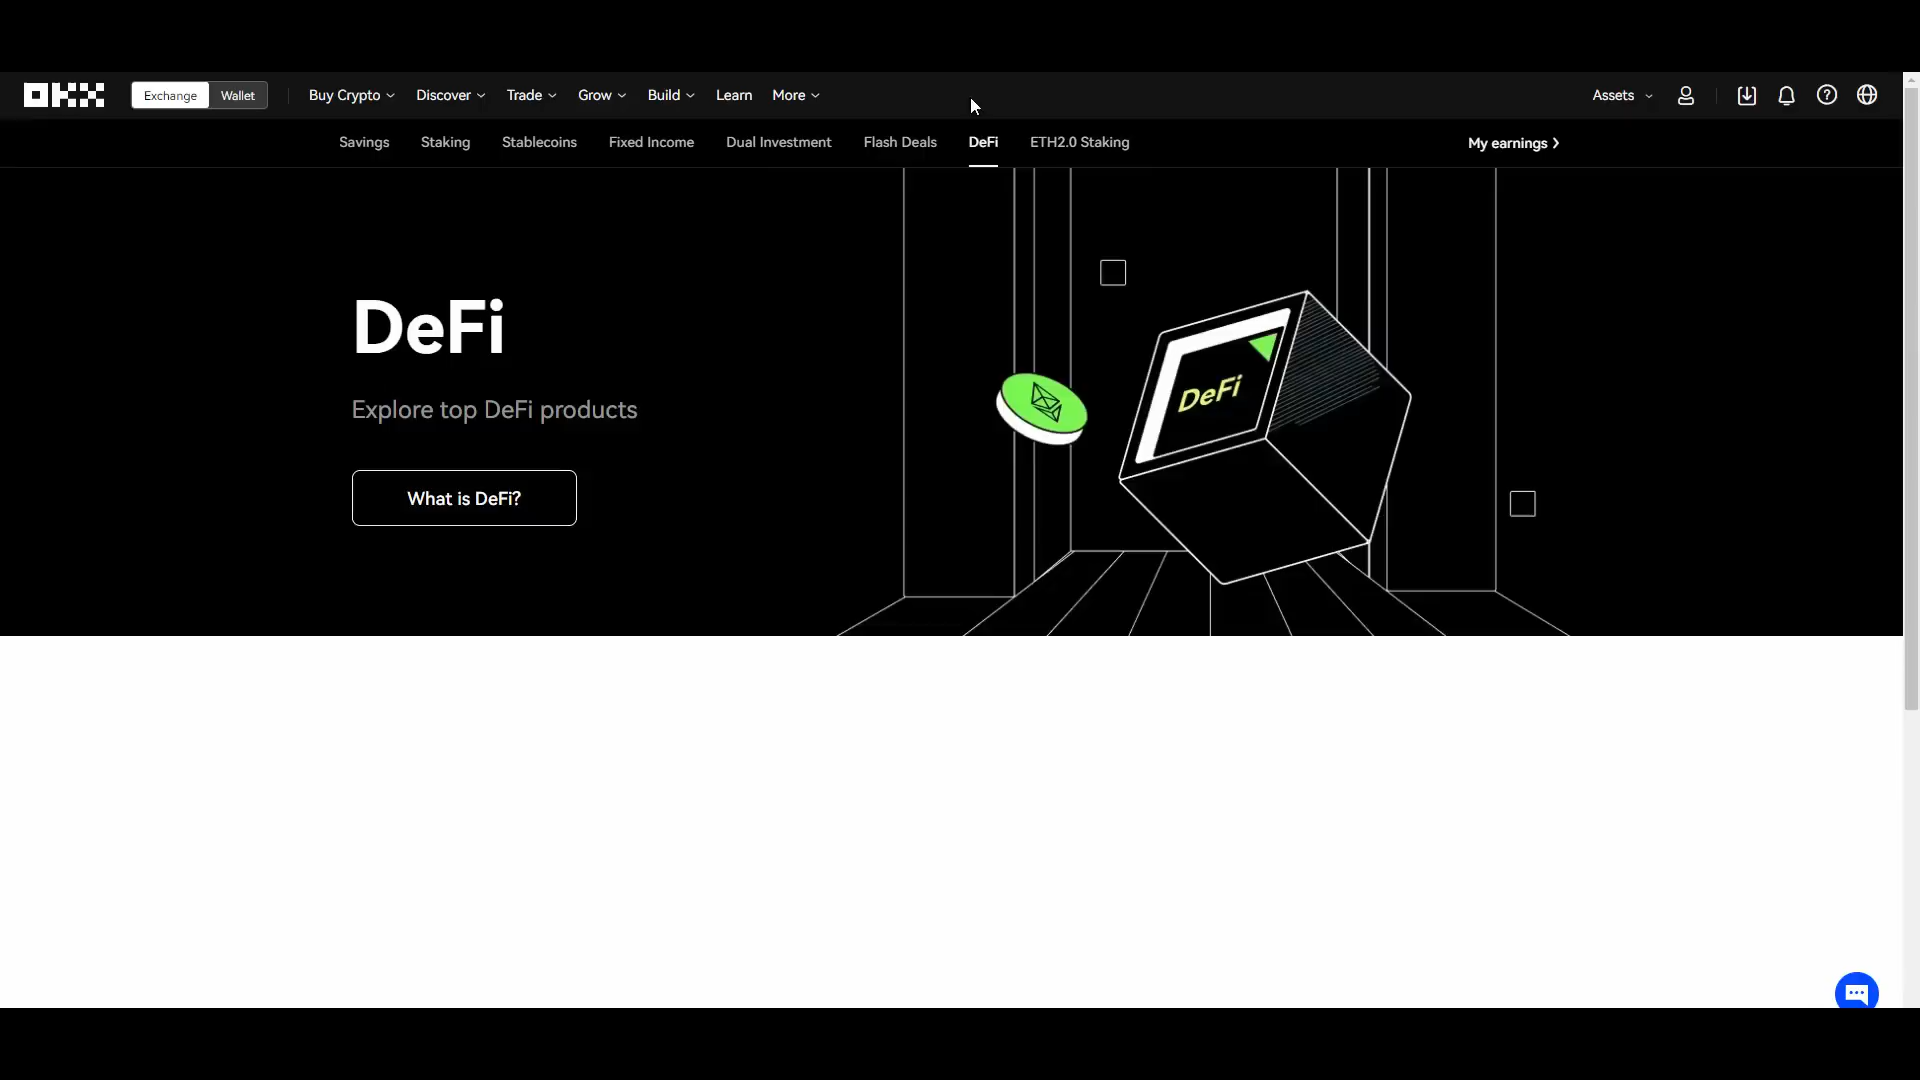 OKX Exchange Wallet Buy Crypto Discover Trade Grow Build Learn More Assets
Savings Staking Stablecoins Fixed Income Dual Investment Flash Deals DeFi ETH2.0 Staking My earnings
DeFi
Explore top DeFi products
What is DeFi?
DeFi